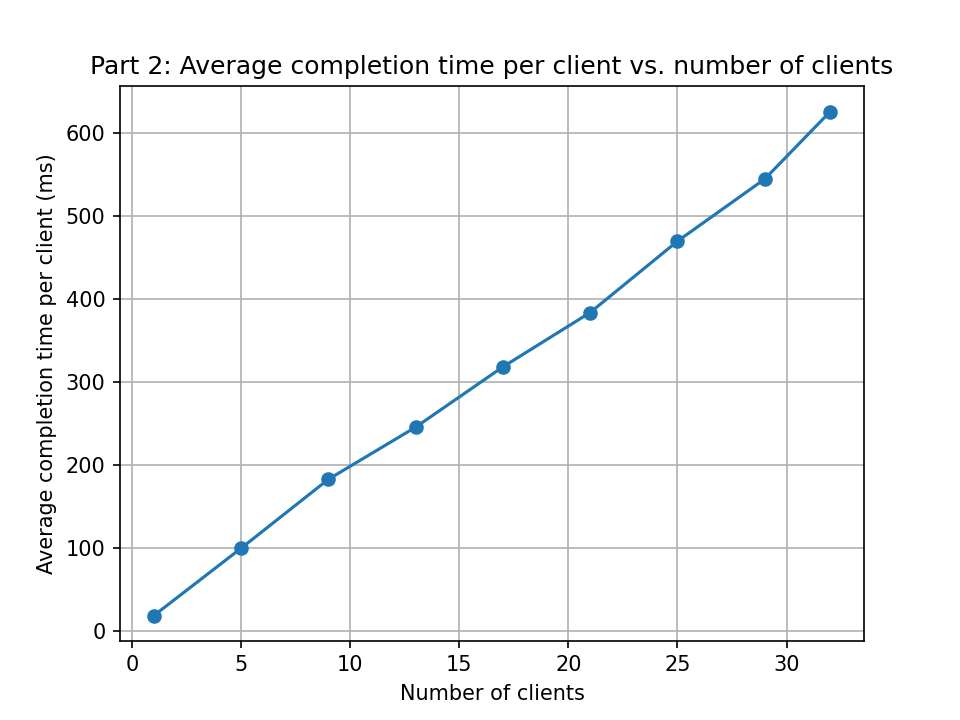 Part 2: Average completion time per client vs. number of clients
Average completion time per client (ms)
600
500
400
300
200
100
0
0 5 10 15 20 25 30
Number of clients